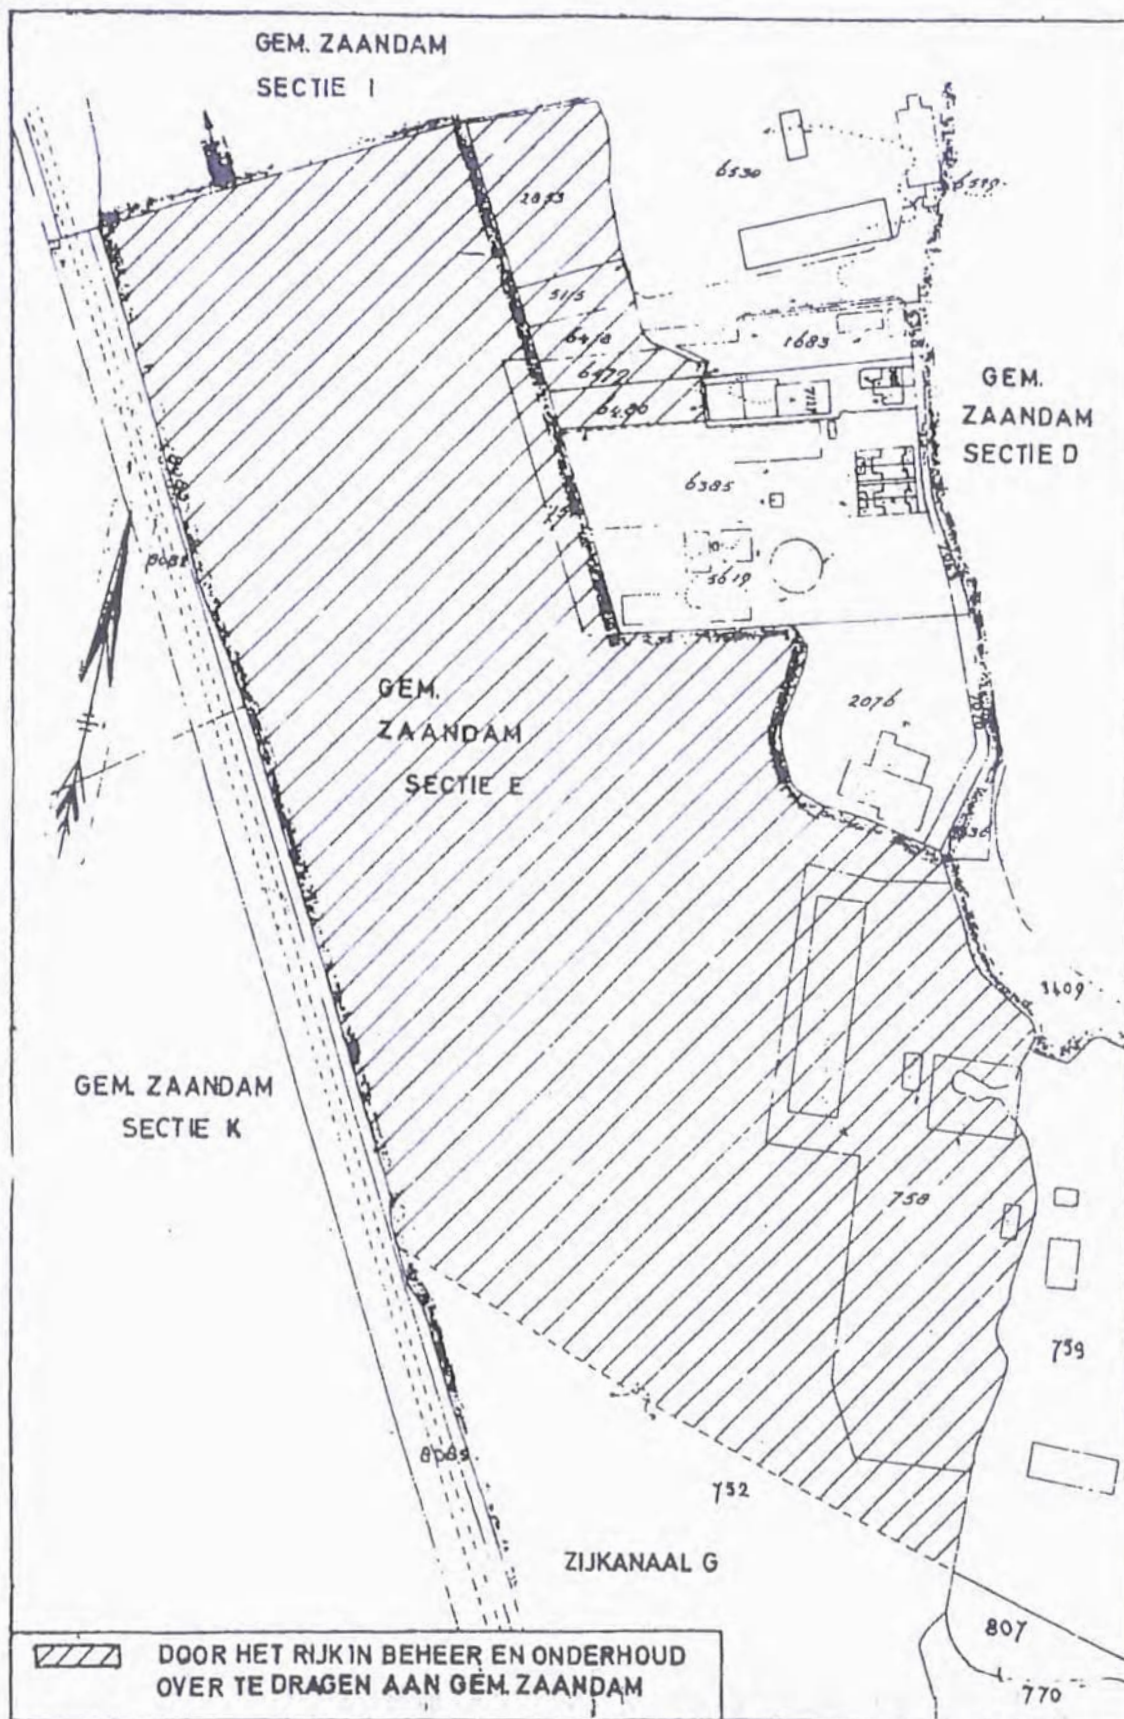 GEM. ZAANDAM
SECTIE I
6530
2853
5115
1683
6472
GEM.
ZAANDAM
SECTIE D
6385
5619
GEM.
ZAANDAM
SECTIE E
2076
1409
GEM. ZAANDAM
SECTIE K
758
759
8085
752
ZIJKANAAL G
807
770
DOOR HET RIJK IN BEHEER EN ONDERHOUD
OVER TE DRAGEN AAN GEM. ZAANDAM